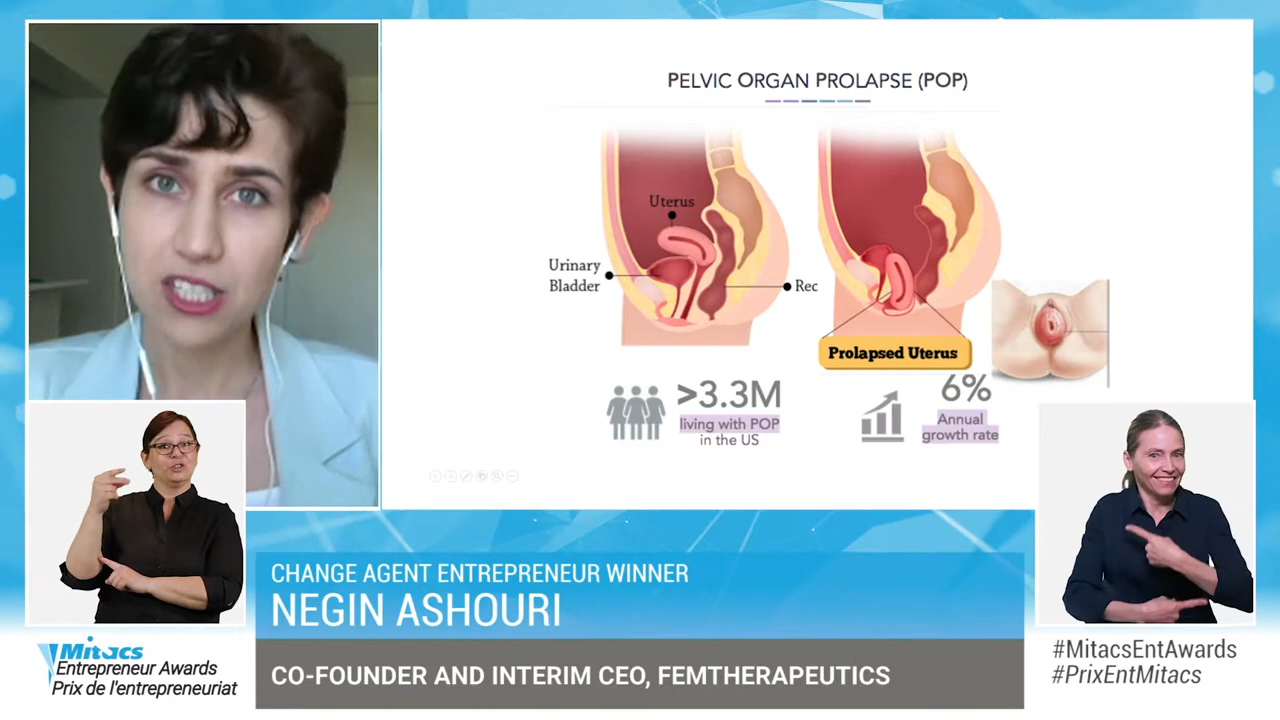 PELVIC ORGAN PROLAPSE (POP)
Uterus
Urinary
Bladder
Rec
Prolapsed Uterus
>3.3M
living with POP
in the US
6%
Annual
growth rate
CHANGE AGENT ENTREPRENEUR WINNER
NEGIN ASHOURI
CO-FOUNDER AND INTERIM CEO, FEMTHERAPEUTICS
Mitacs
Entrepreneur Awards
Prix de l'entrepreneuriat
#MitacsEntAwards
#PrixEntMitacs